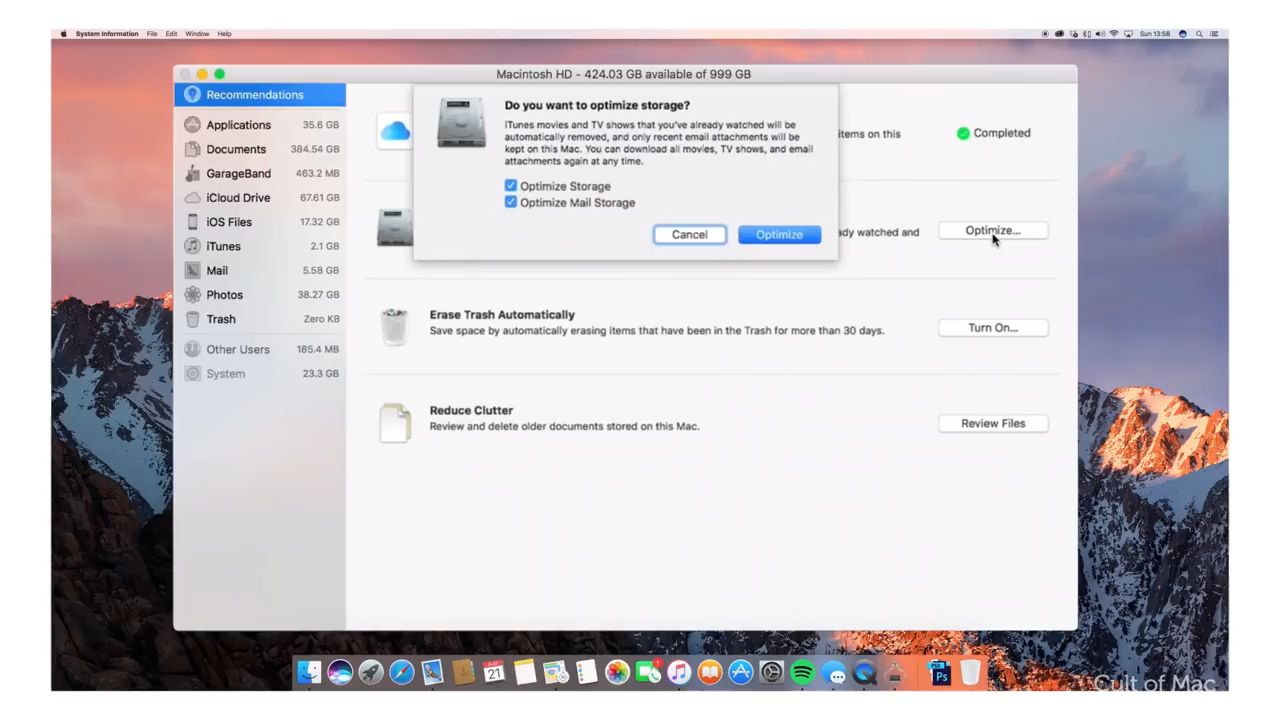 System Information File Edit Window Help
Sun 13:58
Macintosh HD - 424.03 GB available of 999 GB
Recommendations
Applications 35.6 GB
Documents 384.54 GB
GarageBand 463.2 MB
iCloud Drive 67.61 GB
iOS Files 17.32 GB
iTunes 2.1 GB
Mail 5.58 GB
Photos 38.27 GB
Trash Zero KB
Other Users 185.4 MB
System 23.3 GB
Do you want to optimize storage?
iTunes movies and TV shows that you've already watched will be
automatically removed, and only recent email attachments will be
kept on this Mac. You can download all movies, TV shows, and email
attachments again at any time.
Optimize Storage
Optimize Mail Storage
Cancel Optimize
items on this
Completed
ady watched and
Optimize...
Erase Trash Automatically
Save space by automatically erasing items that have been in the Trash for more than 30 days.
Turn On...
Reduce Clutter
Review and delete older documents stored on this Mac.
Review Files
21
Ps
Cult of Mac